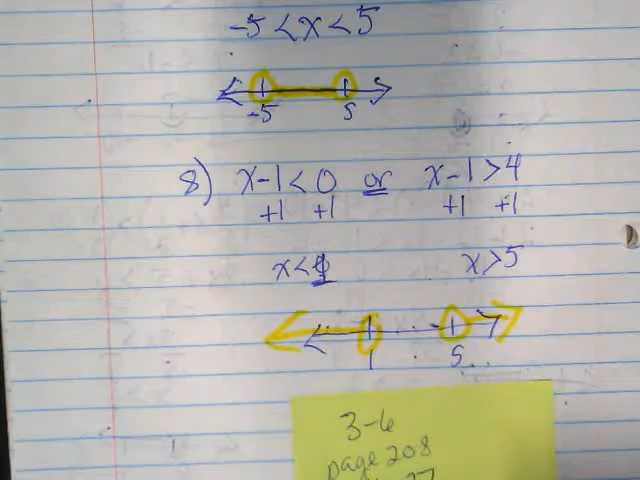 -5 < x < 5
-5 5
8) x-1 < 0 or x-1 > 4
+1 +1 +1 +1
x < 1 x > 5
1 5
3-6
page 208